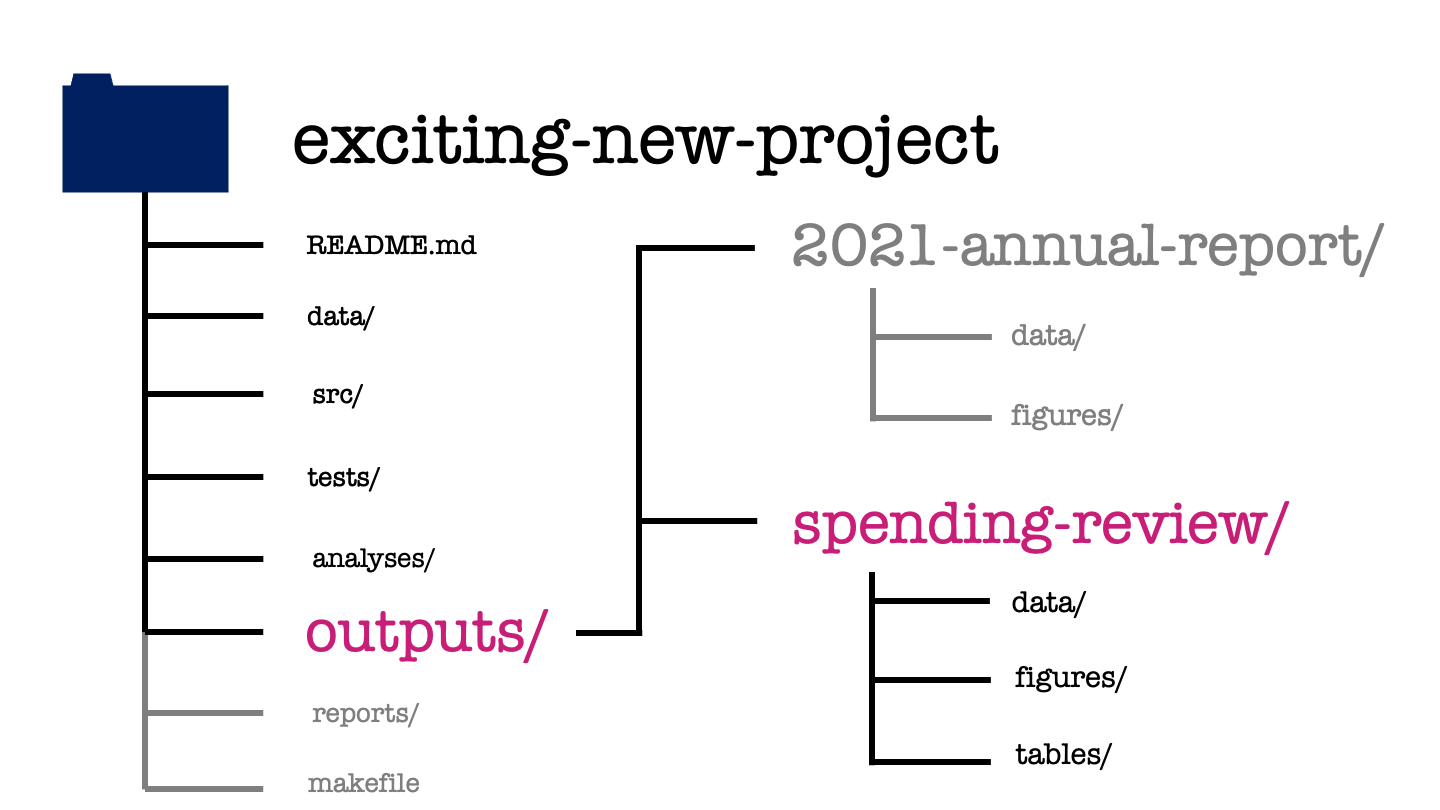 exciting-new-project
README.md
data/
src/
tests/
analyses/
outputs/
reports/
makefile
2021-annual-report/
data/
figures/
spending-review/
data/
figures/
tables/